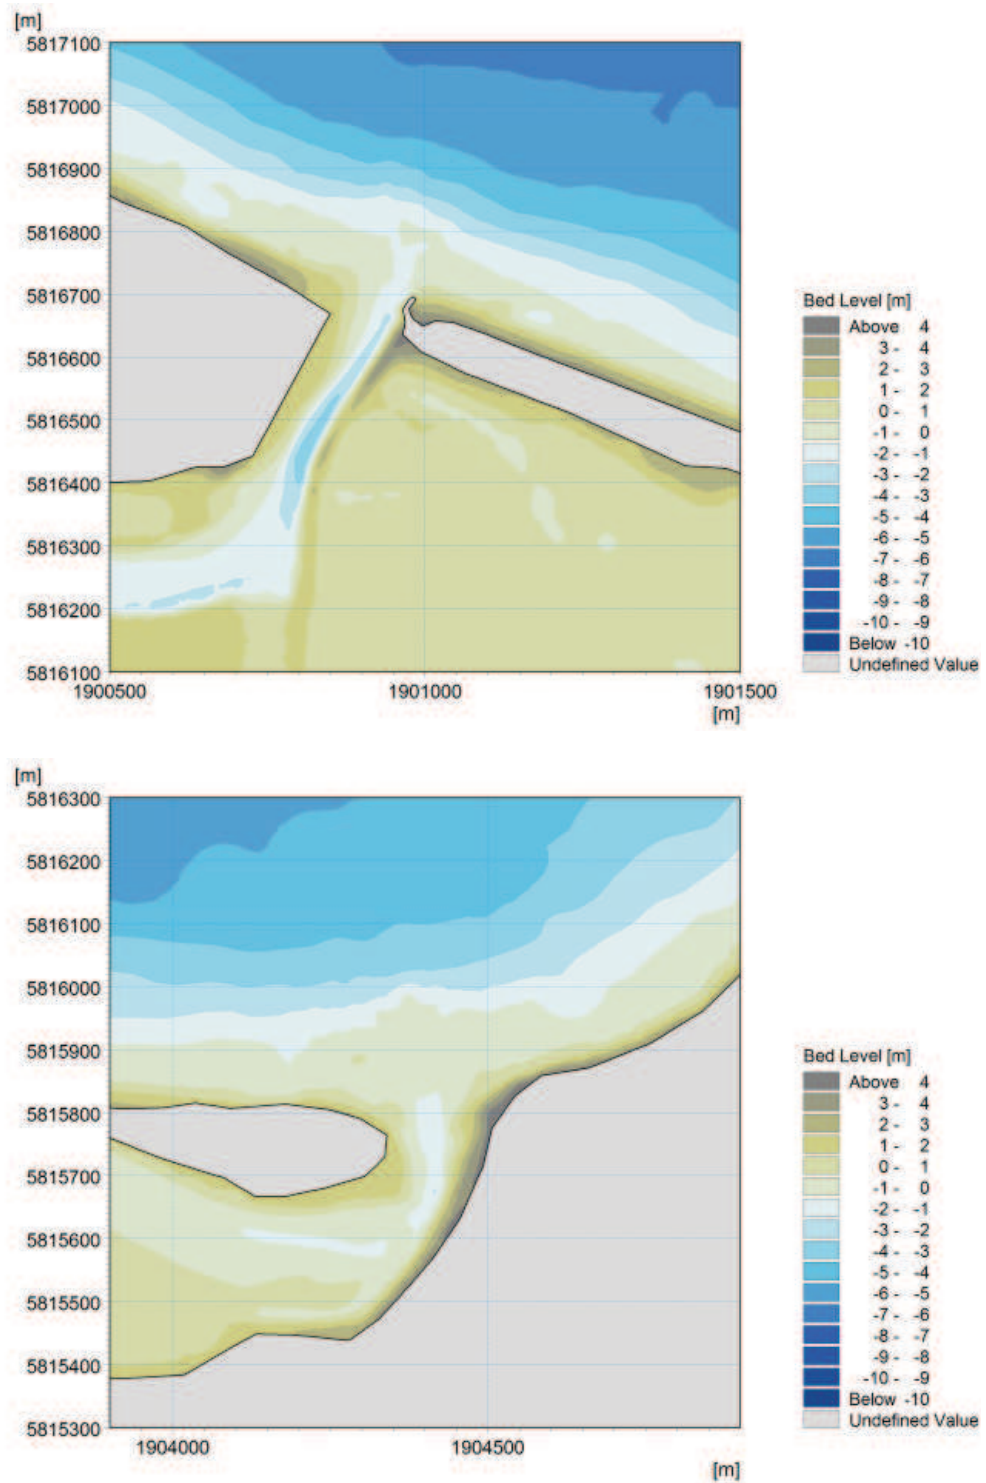 [m]
5817100
5817000
5816900
5816800
5816700
5816600
5816500
5816400
5816300
5816200
5816100
1900500 1901000 1901500
[m]
Bed Level [m]
Above 4
3 - 4
2 - 3
1 - 2
0 - 1
-1 - 0
-2 - -1
-3 - -2
-4 - -3
-5 - -4
-6 - -5
-7 - -6
-8 - -7
-9 - -8
-10 - -9
Below -10
Undefined Value
[m]
5816300
5816200
5816100
5816000
5815900
5815800
5815700
5815600
5815500
5815400
5815300
1904000 1904500
[m]
Bed Level [m]
Above 4
3 - 4
2 - 3
1 - 2
0 - 1
-1 - 0
-2 - -1
-3 - -2
-4 - -3
-5 - -4
-6 - -5
-7 - -6
-8 - -7
-9 - -8
-10 - -9
Below -10
Undefined Value